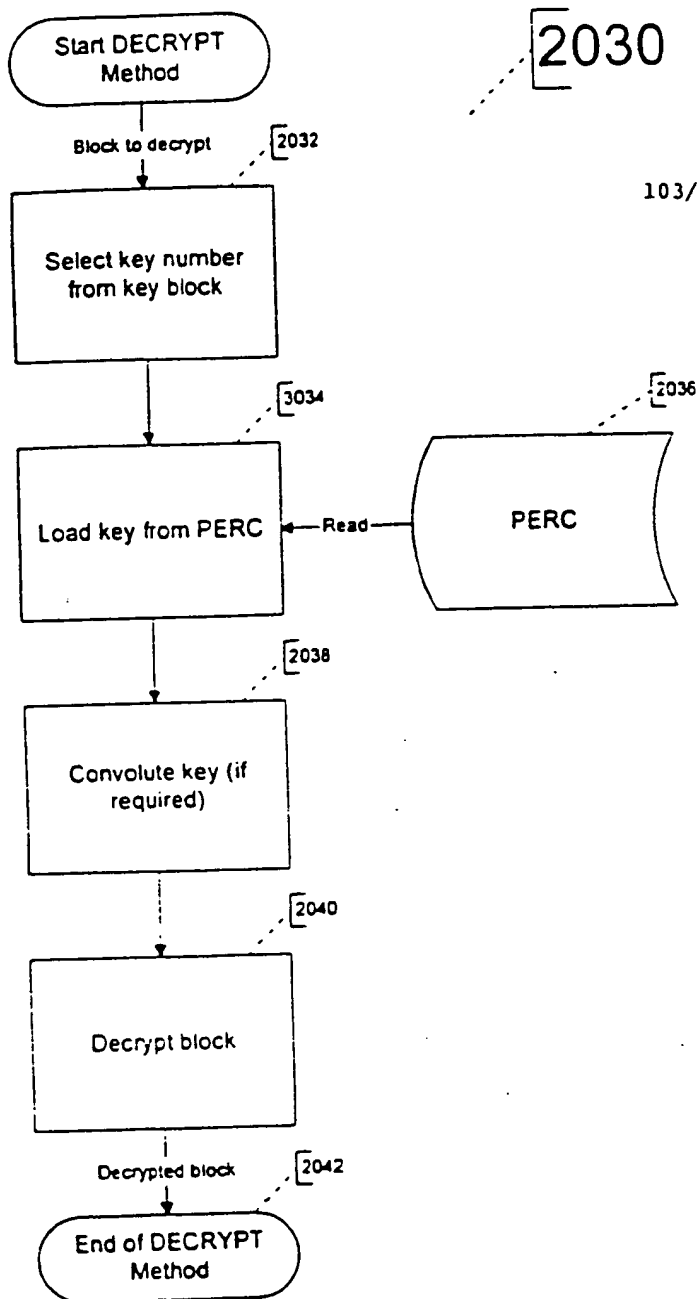 Start DECRYPT
Method
2030
Block to decrypt
2032
103/
Select key number
from key block
3034
2036
Load key from PERC
Read
PERC
2038
Convolute key (if
required)
2040
Decrypt block
Decrypted block
2042
End of DECRYPT
Method